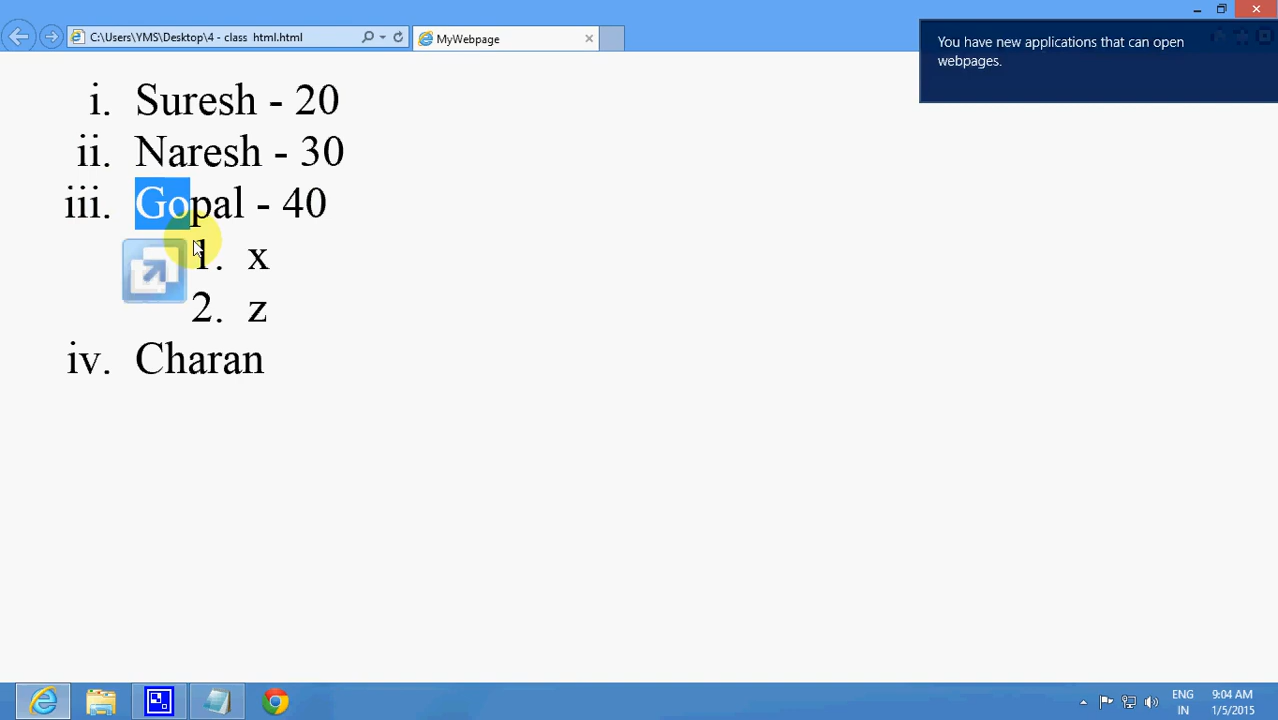 C:\Users\YMS\Desktop\4 - class html.html
MyWebpage
You have new applications that can open
webpages.
i. Suresh - 20
ii. Naresh - 30
iii. Gopal - 40
1. x
2. z
iv. Charan
ENG 9:04 AM
IN 1/5/2015